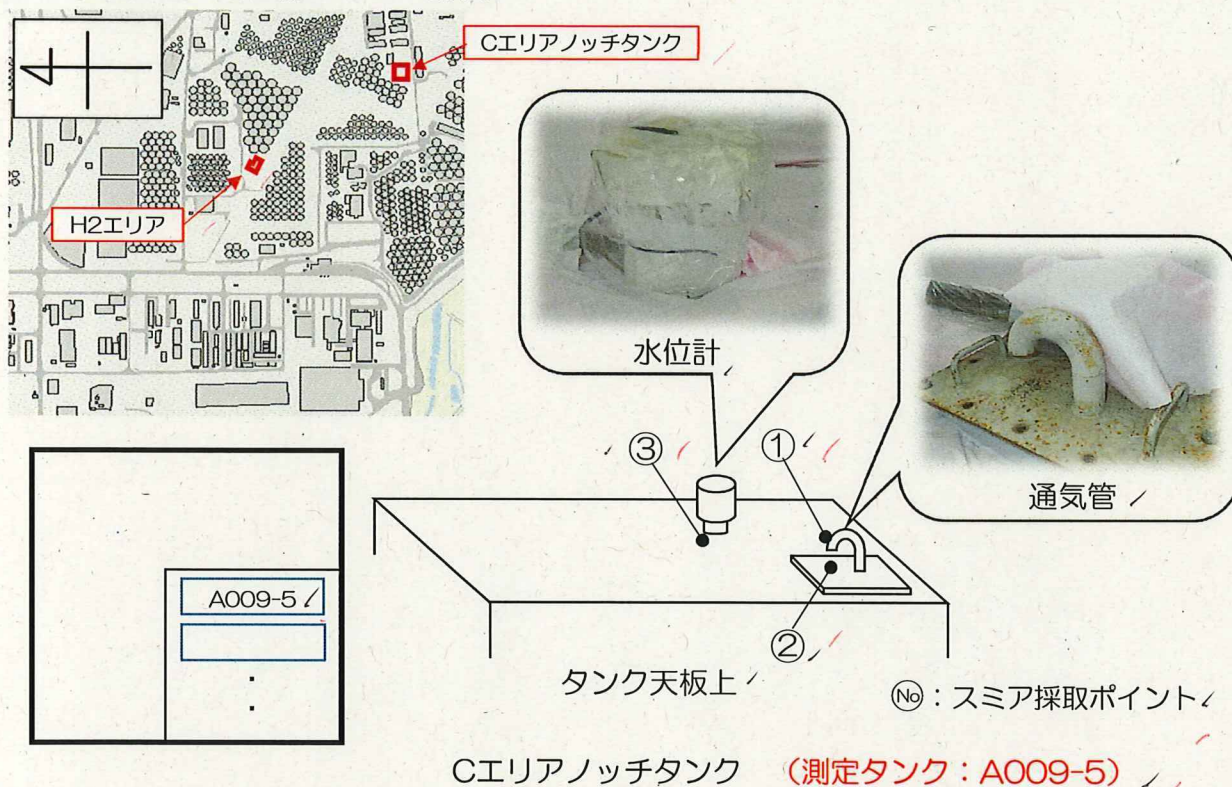 Cエリアノッチタンク
H2エリア
水位計
通気管
③
①
②
A009-5
タンク天板上
Ⓝo:スミア採取ポイント
Cエリアノッチタンク (測定タンク:A009-5)